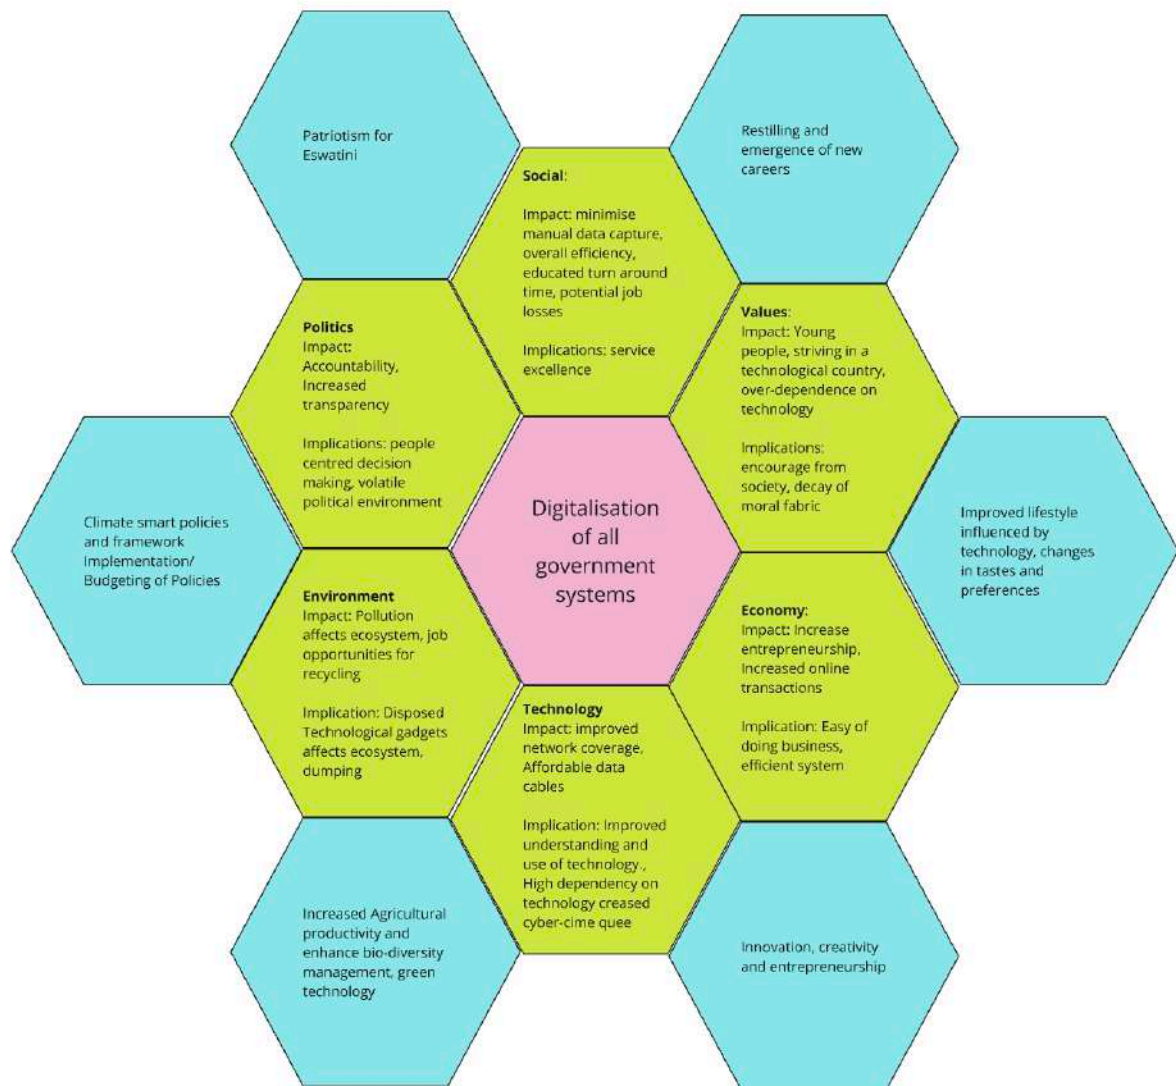 Patriotism for
Eswatini
Restilling and
emergence of new
careers
Social:
Impact: minimise
manual data capture,
overall efficiency,
educated turn around
time, potential job
losses
Implications: service
excellence
Politics
Impact:
Accountability,
Increased
transparency
Implications: people
centred decision
making, volatile
political environment
Values:
Impact: Young
people, striving in a
technological country,
over-dependence on
technology
Implications:
encourage from
society, decay of
moral fabric
Climate smart policies
and framework
Implementation/
Budgeting of Policies
Digitalisation
of all
government
systems
Improved lifestyle
influenced by
technology, changes
in tastes and
preferences
Environment
Impact: Pollution
affects ecosystem, job
opportunities for
recycling
Implication: Disposed
Technological gadgets
affects ecosystem,
dumping
Economy:
Impact: Increase
entrepreneurship,
Increased online
transactions
Implication: Easy of
doing business,
efficient system
Technology
Impact: improved
network coverage,
Affordable data
cables
Implication: Improved
understanding and
use of technology.,
High dependency on
technology creased
cyber-cime quee
Increased Agricultural
productivity and
enhance bio-diversity
management, green
technology
Innovation, creativity
and entrepreneurship